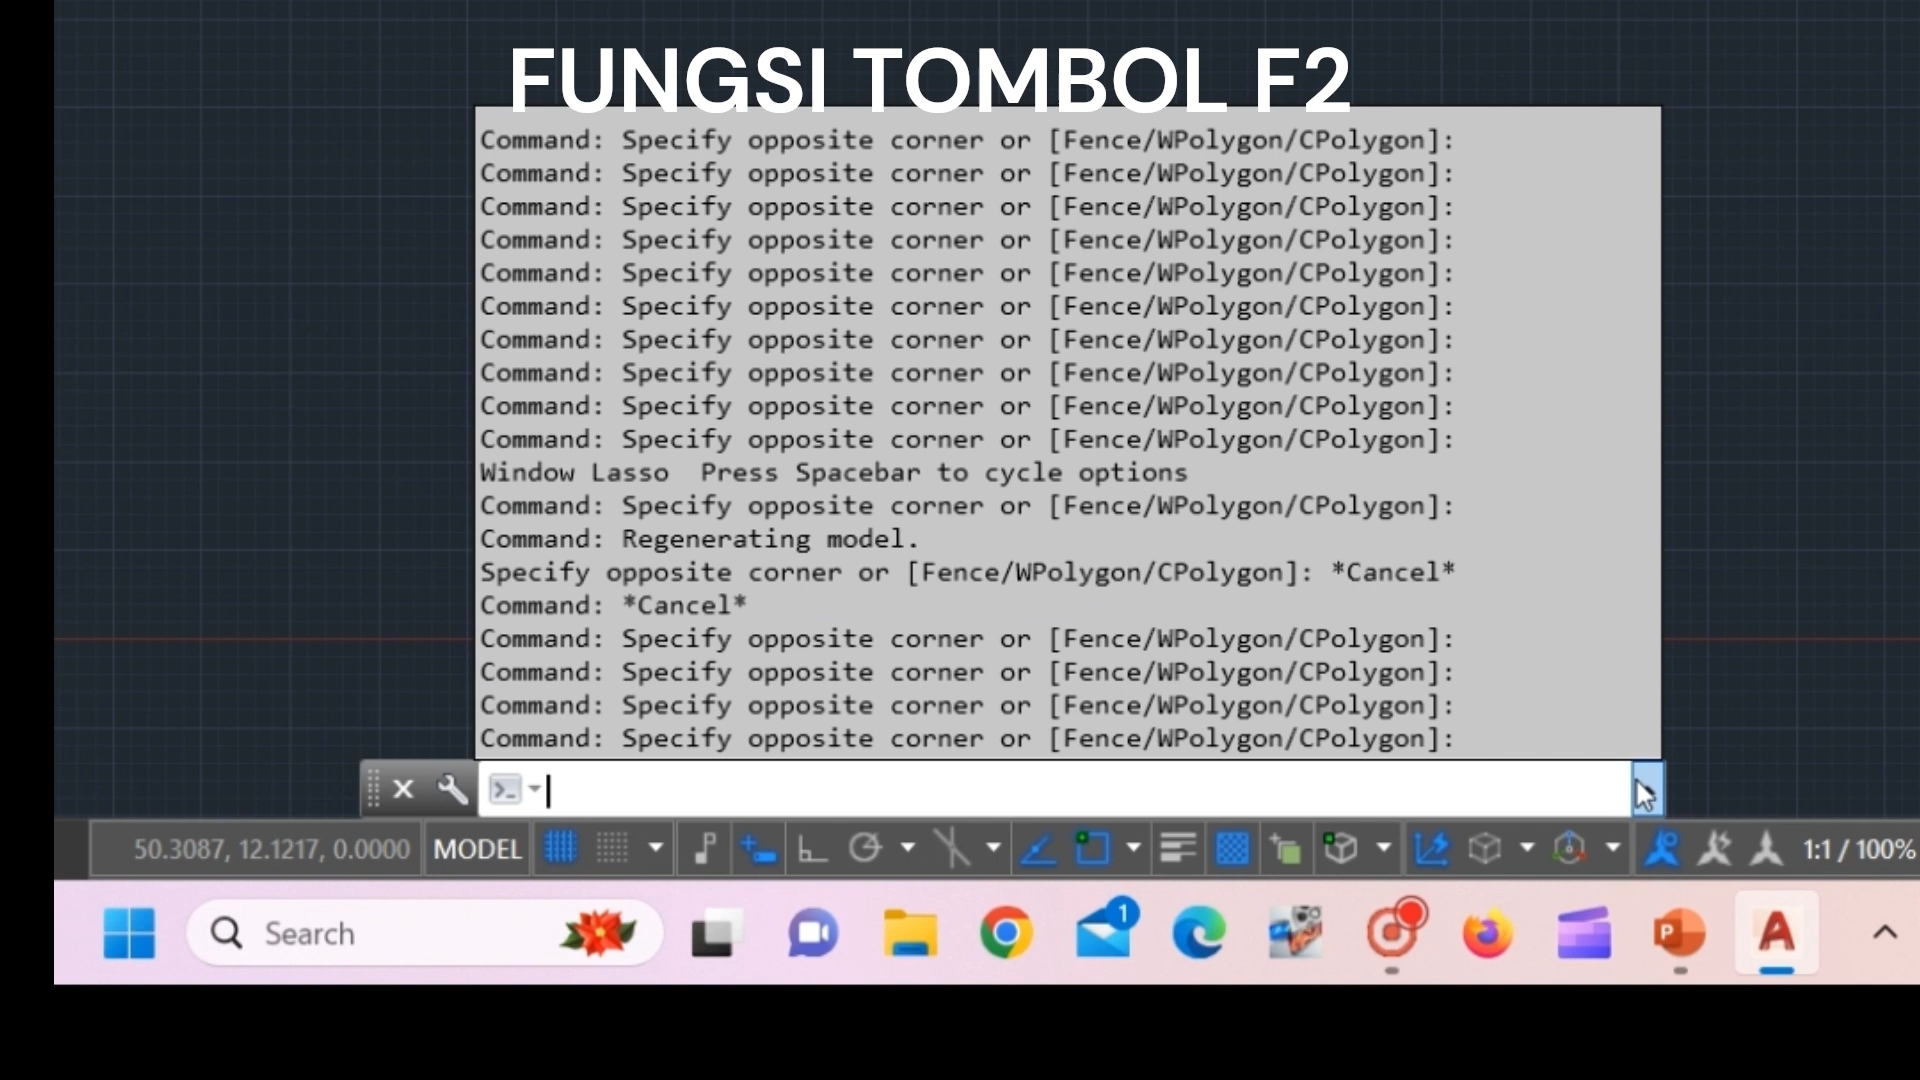 FUNGSI TOMBOL F2
Command: Specify opposite corner or [Fence/WPolygon/CPolygon]:
Command: Specify opposite corner or [Fence/WPolygon/CPolygon]:
Command: Specify opposite corner or [Fence/WPolygon/CPolygon]:
Command: Specify opposite corner or [Fence/WPolygon/CPolygon]:
Command: Specify opposite corner or [Fence/WPolygon/CPolygon]:
Command: Specify opposite corner or [Fence/WPolygon/CPolygon]:
Command: Specify opposite corner or [Fence/WPolygon/CPolygon]:
Command: Specify opposite corner or [Fence/WPolygon/CPolygon]:
Command: Specify opposite corner or [Fence/WPolygon/CPolygon]:
Command: Specify opposite corner or [Fence/WPolygon/CPolygon]:
Window Lasso  Press Spacebar to cycle options
Command: Specify opposite corner or [Fence/WPolygon/CPolygon]:
Command: Regenerating model.
Specify opposite corner or [Fence/WPolygon/CPolygon]: *Cancel*
Command: *Cancel*
Command: Specify opposite corner or [Fence/WPolygon/CPolygon]:
Command: Specify opposite corner or [Fence/WPolygon/CPolygon]:
Command: Specify opposite corner or [Fence/WPolygon/CPolygon]:
Command: Specify opposite corner or [Fence/WPolygon/CPolygon]:
50.3087, 12.1217, 0.0000 MODEL 1:1 / 100%
Search 1 P A